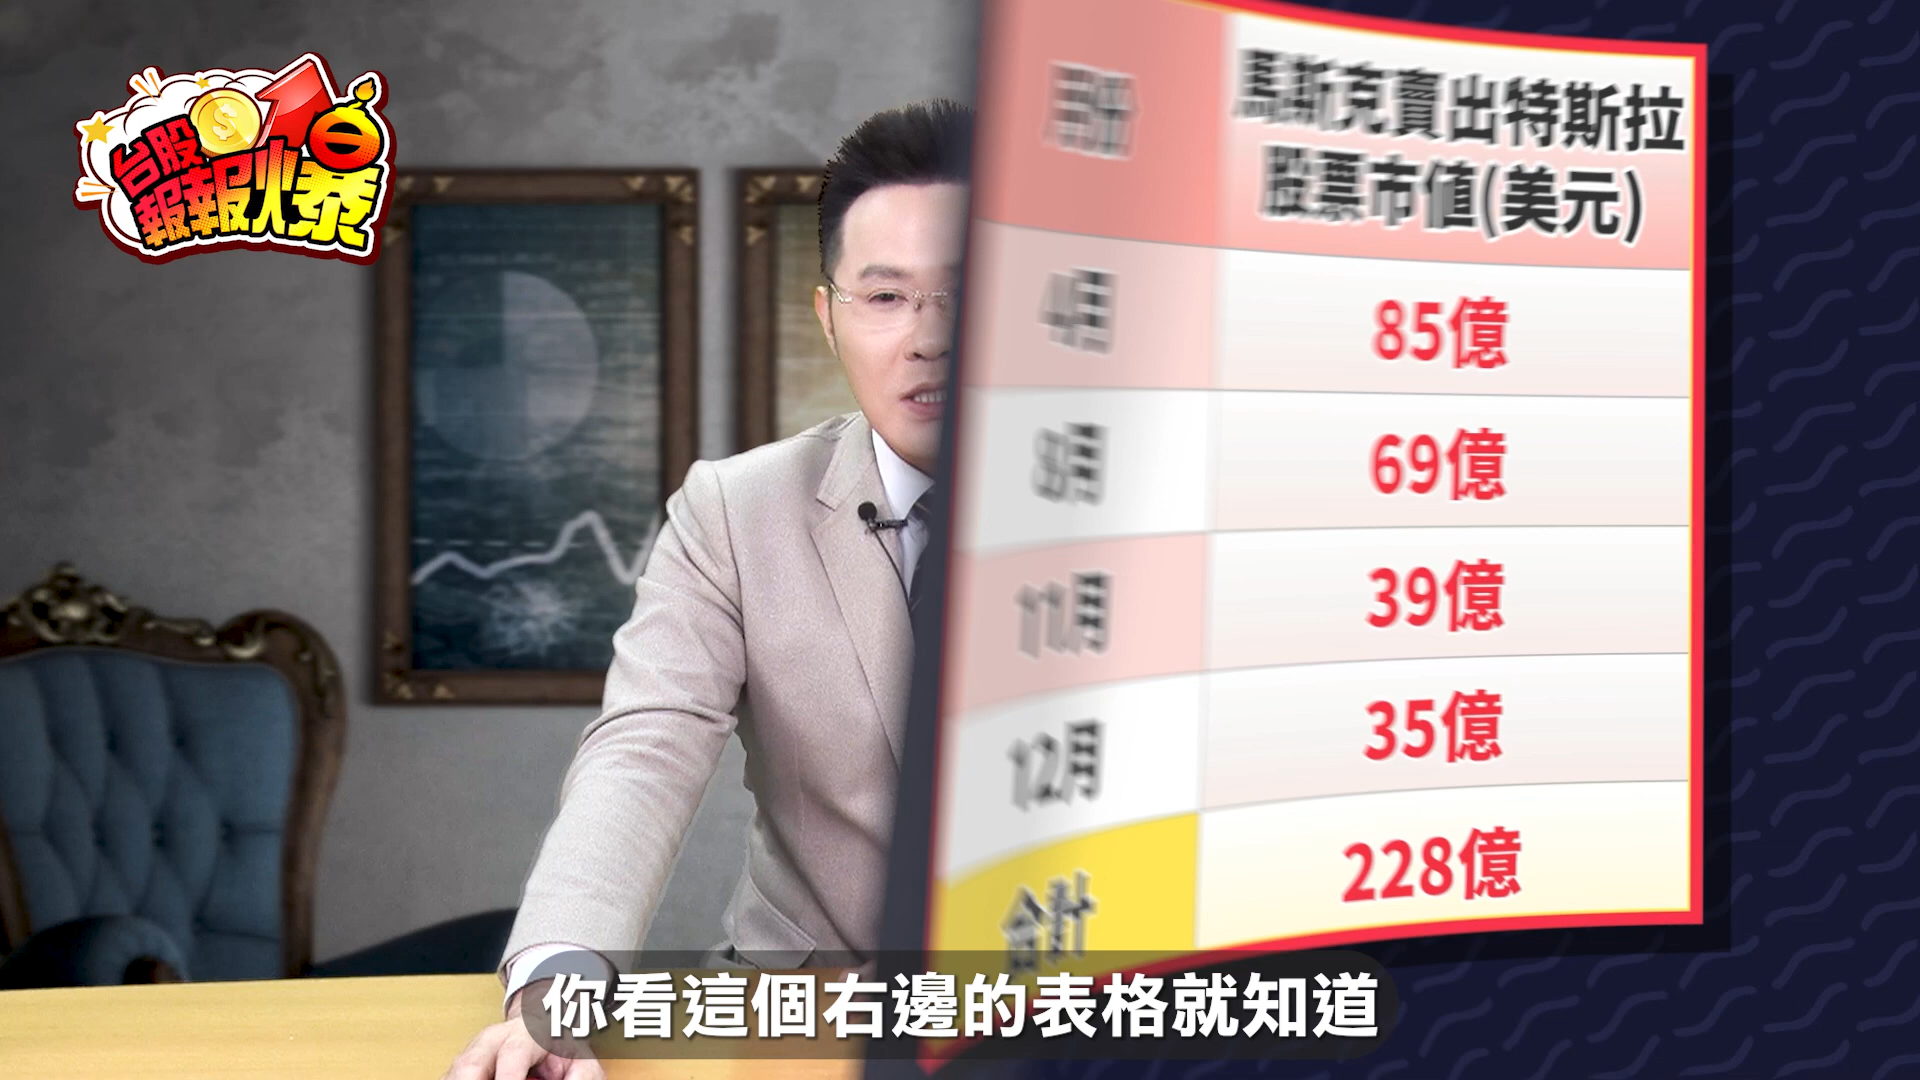 台股
報報爆
月份
馬斯克賣出特斯拉
股票市值(美元)
4月
85億
8月
69億
11月
39億
12月
35億
合計
228億
你看這個右邊的表格就知道